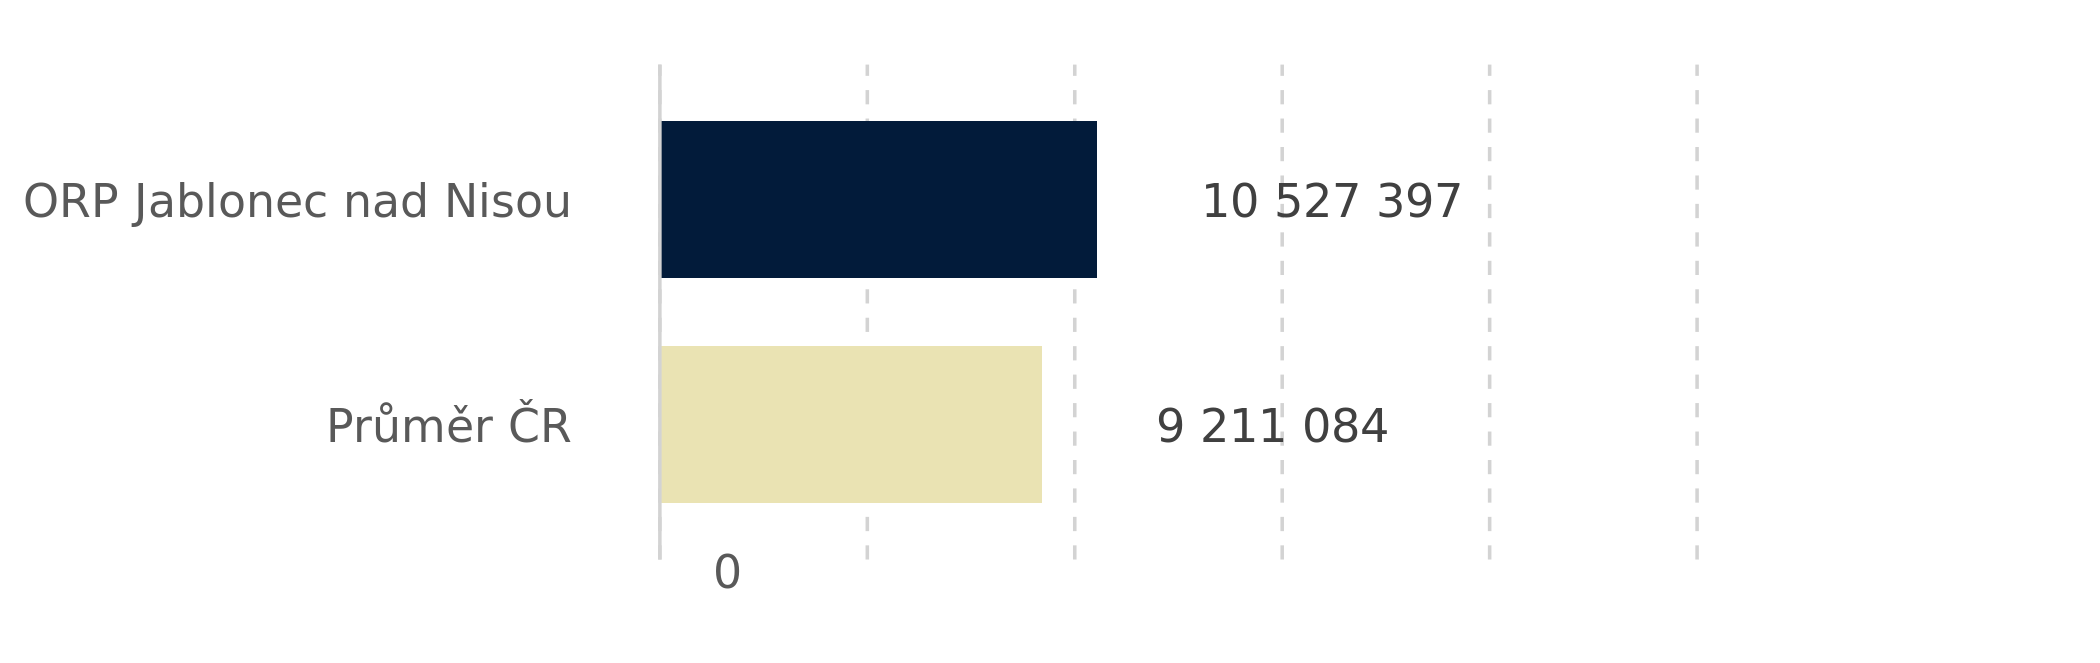 ORP Jablonec nad Nisou 10 527 397
Průměr ČR 9 211 084
0